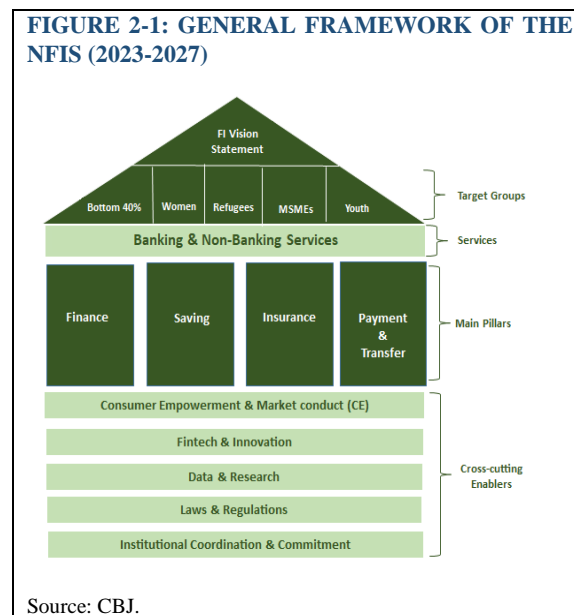 FIGURE 2-1: GENERAL FRAMEWORK OF THE
NFIS (2023-2027)
FI Vision
Statement
Bottom 40% Women Refugees MSMEs Youth
Target Groups
Banking & Non-Banking Services
Services
Finance
Saving
Insurance
Payment
&
Transfer
Main Pillars
Consumer Empowerment & Market conduct (CE)
Fintech & Innovation
Data & Research
Laws & Regulations
Institutional Coordination & Commitment
Cross-cutting
Enablers
Source: CBJ.